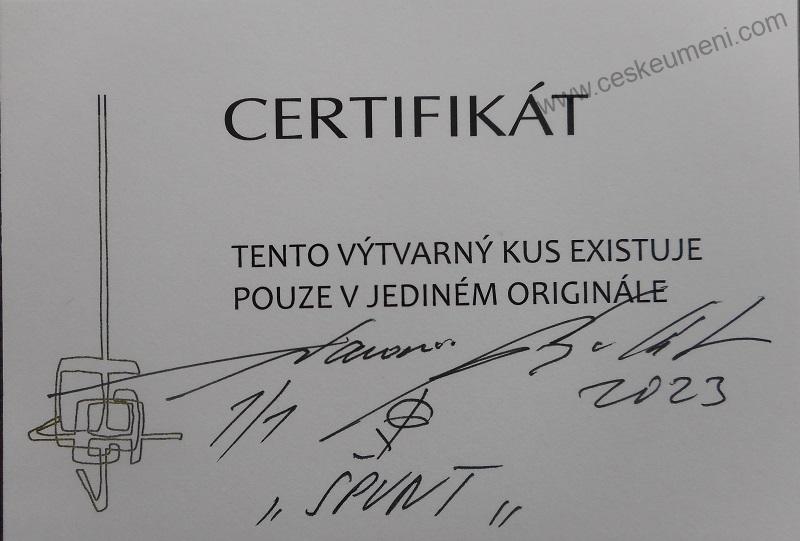 www.ceskeumeni.com
CERTIFIKÁT
TENTO VÝTVARNÝ KUS EXISTUJE
POUZE V JEDINÉM ORIGINÁLE
1/1
2023
„ŠPUNT„